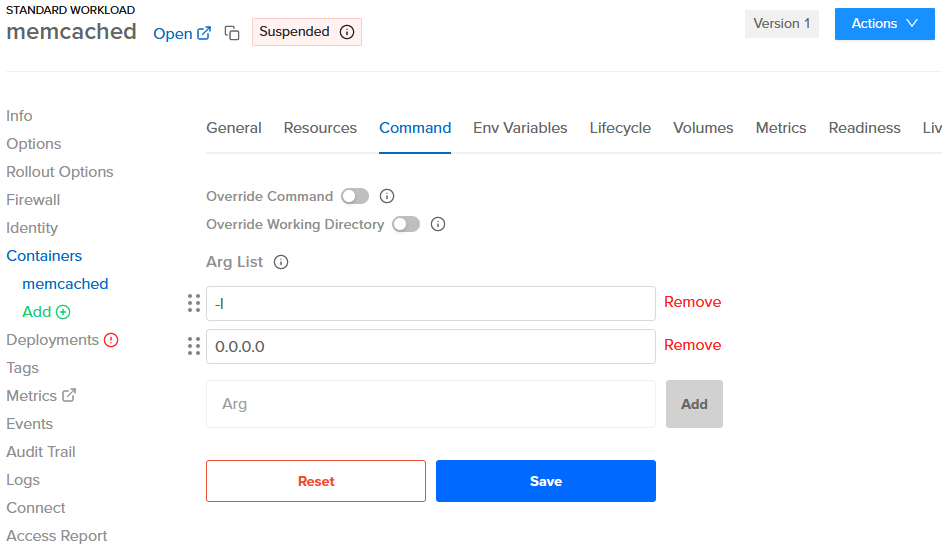 STANDARD WORKLOAD
memcached Open Suspended Version 1 Actions
Info
Options
Rollout Options
Firewall
Identity
Containers
memcached
Add
Deployments
Tags
Metrics
Events
Audit Trail
Logs
Connect
Access Report
General Resources Command Env Variables Lifecycle Volumes Metrics Readiness Liv
Override Command
Override Working Directory
Arg List
-l Remove
0.0.0.0 Remove
Arg Add
Reset Save